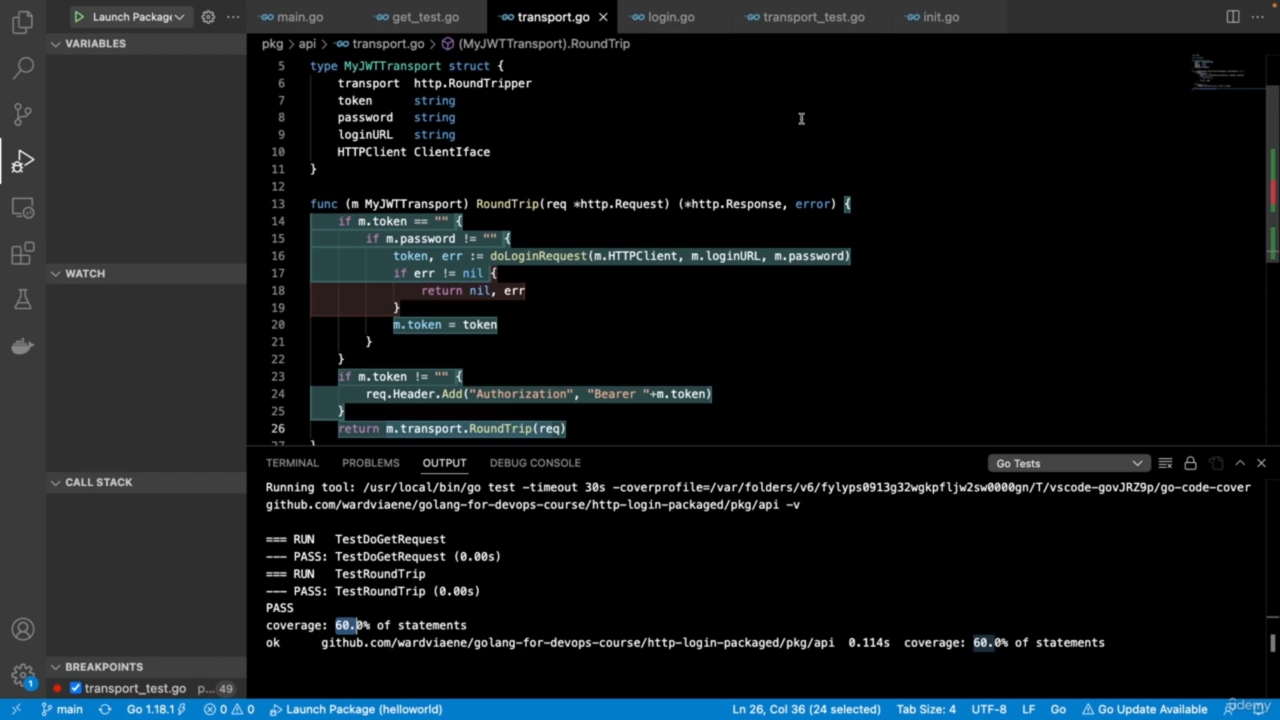 Launch Package
main.go
get_test.go
transport.go
login.go
transport_test.go
init.go
VARIABLES
pkg > api > transport.go > (MyJWTTransport).RoundTrip
5 type MyJWTTransport struct {
6 transport http.RoundTripper
7 token string
8 password string
9 loginURL string
10 HTTPClient ClientIface
11 }
12
13 func (m MyJWTTransport) RoundTrip(req *http.Request) (*http.Response, error) {
14 if m.token == "" {
15 if m.password != "" {
16 token, err := doLoginRequest(m.HTTPClient, m.loginURL, m.password)
17 if err != nil {
18 return nil, err
19 }
20 m.token = token
21 }
22 }
23 if m.token != "" {
24 req.Header.Add("Authorization", "Bearer "+m.token)
25 }
26 return m.transport.RoundTrip(req)
27 }
WATCH
CALL STACK
BREAKPOINTS
transport_test.go p... 49
TERMINAL PROBLEMS OUTPUT DEBUG CONSOLE Go Tests
Running tool: /usr/local/bin/go test -timeout 30s -coverprofile=/var/folders/v6/fylyps0913g32wgkpfljw2sw0000gn/T/vscode-govJRZ9p/go-code-cover
github.com/wardviaene/golang-for-devops-course/http-login-packaged/pkg/api -v
=== RUN TestDoGetRequest
--- PASS: TestDoGetRequest (0.00s)
=== RUN TestRoundTrip
--- PASS: TestRoundTrip (0.00s)
PASS
coverage: 60.0% of statements
ok github.com/wardviaene/golang-for-devops-course/http-login-packaged/pkg/api 0.114s coverage: 60.0% of statements
1
main Go 1.18.1 0 0 Launch Package (helloworld) Ln 26, Col 36 (24 selected) Tab Size: 4 UTF-8 LF Go Go Update Available
udemy